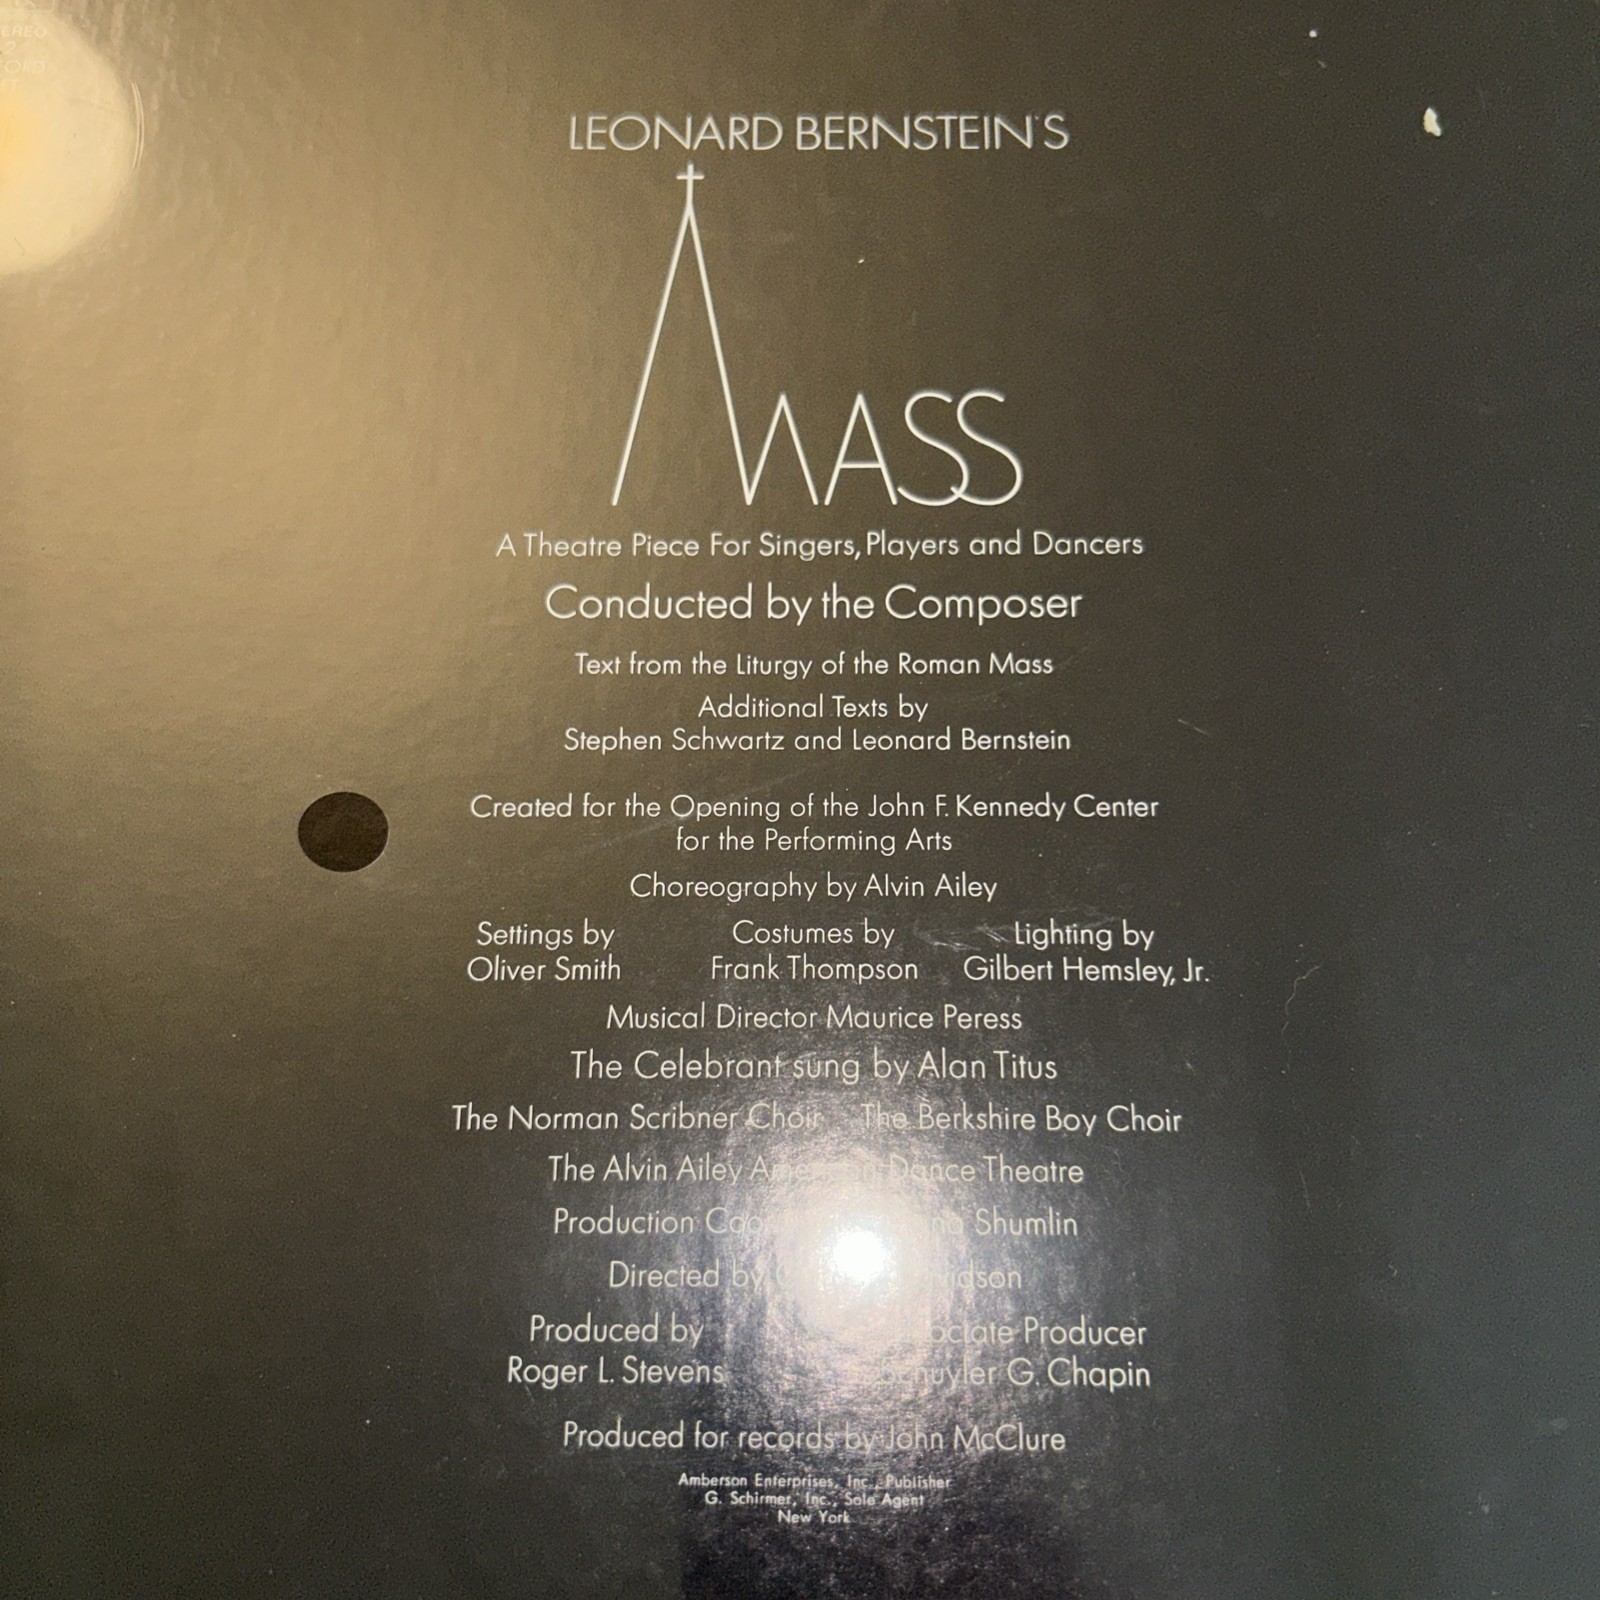 LEONARD BERNSTEIN'S
MASS
A Theatre Piece For Singers, Players and Dancers
Conducted by the Composer
Text from the Liturgy of the Roman Mass
Additional Texts by
Stephen Schwartz and Leonard Bernstein
Created for the Opening of the John F. Kennedy Center
for the Performing Arts
Choreography by Alvin Ailey
Settings by Costumes by Lighting by
Oliver Smith Frank Thompson Gilbert Hemsley, Jr.
Musical Director Maurice Peress
The Celebrant sung by Alan Titus
The Norman Scribner Choir The Berkshire Boy Choir
The Alvin Ailey American Dance Theatre
Production Shumlin
Directed by
Produced by Producer
Roger L. Stevens Schuyler G. Chapin
Produced for records by John McClure
Amberson Enterprises, Inc., Publisher
G. Schirmer, Inc., Sole Agent
New York